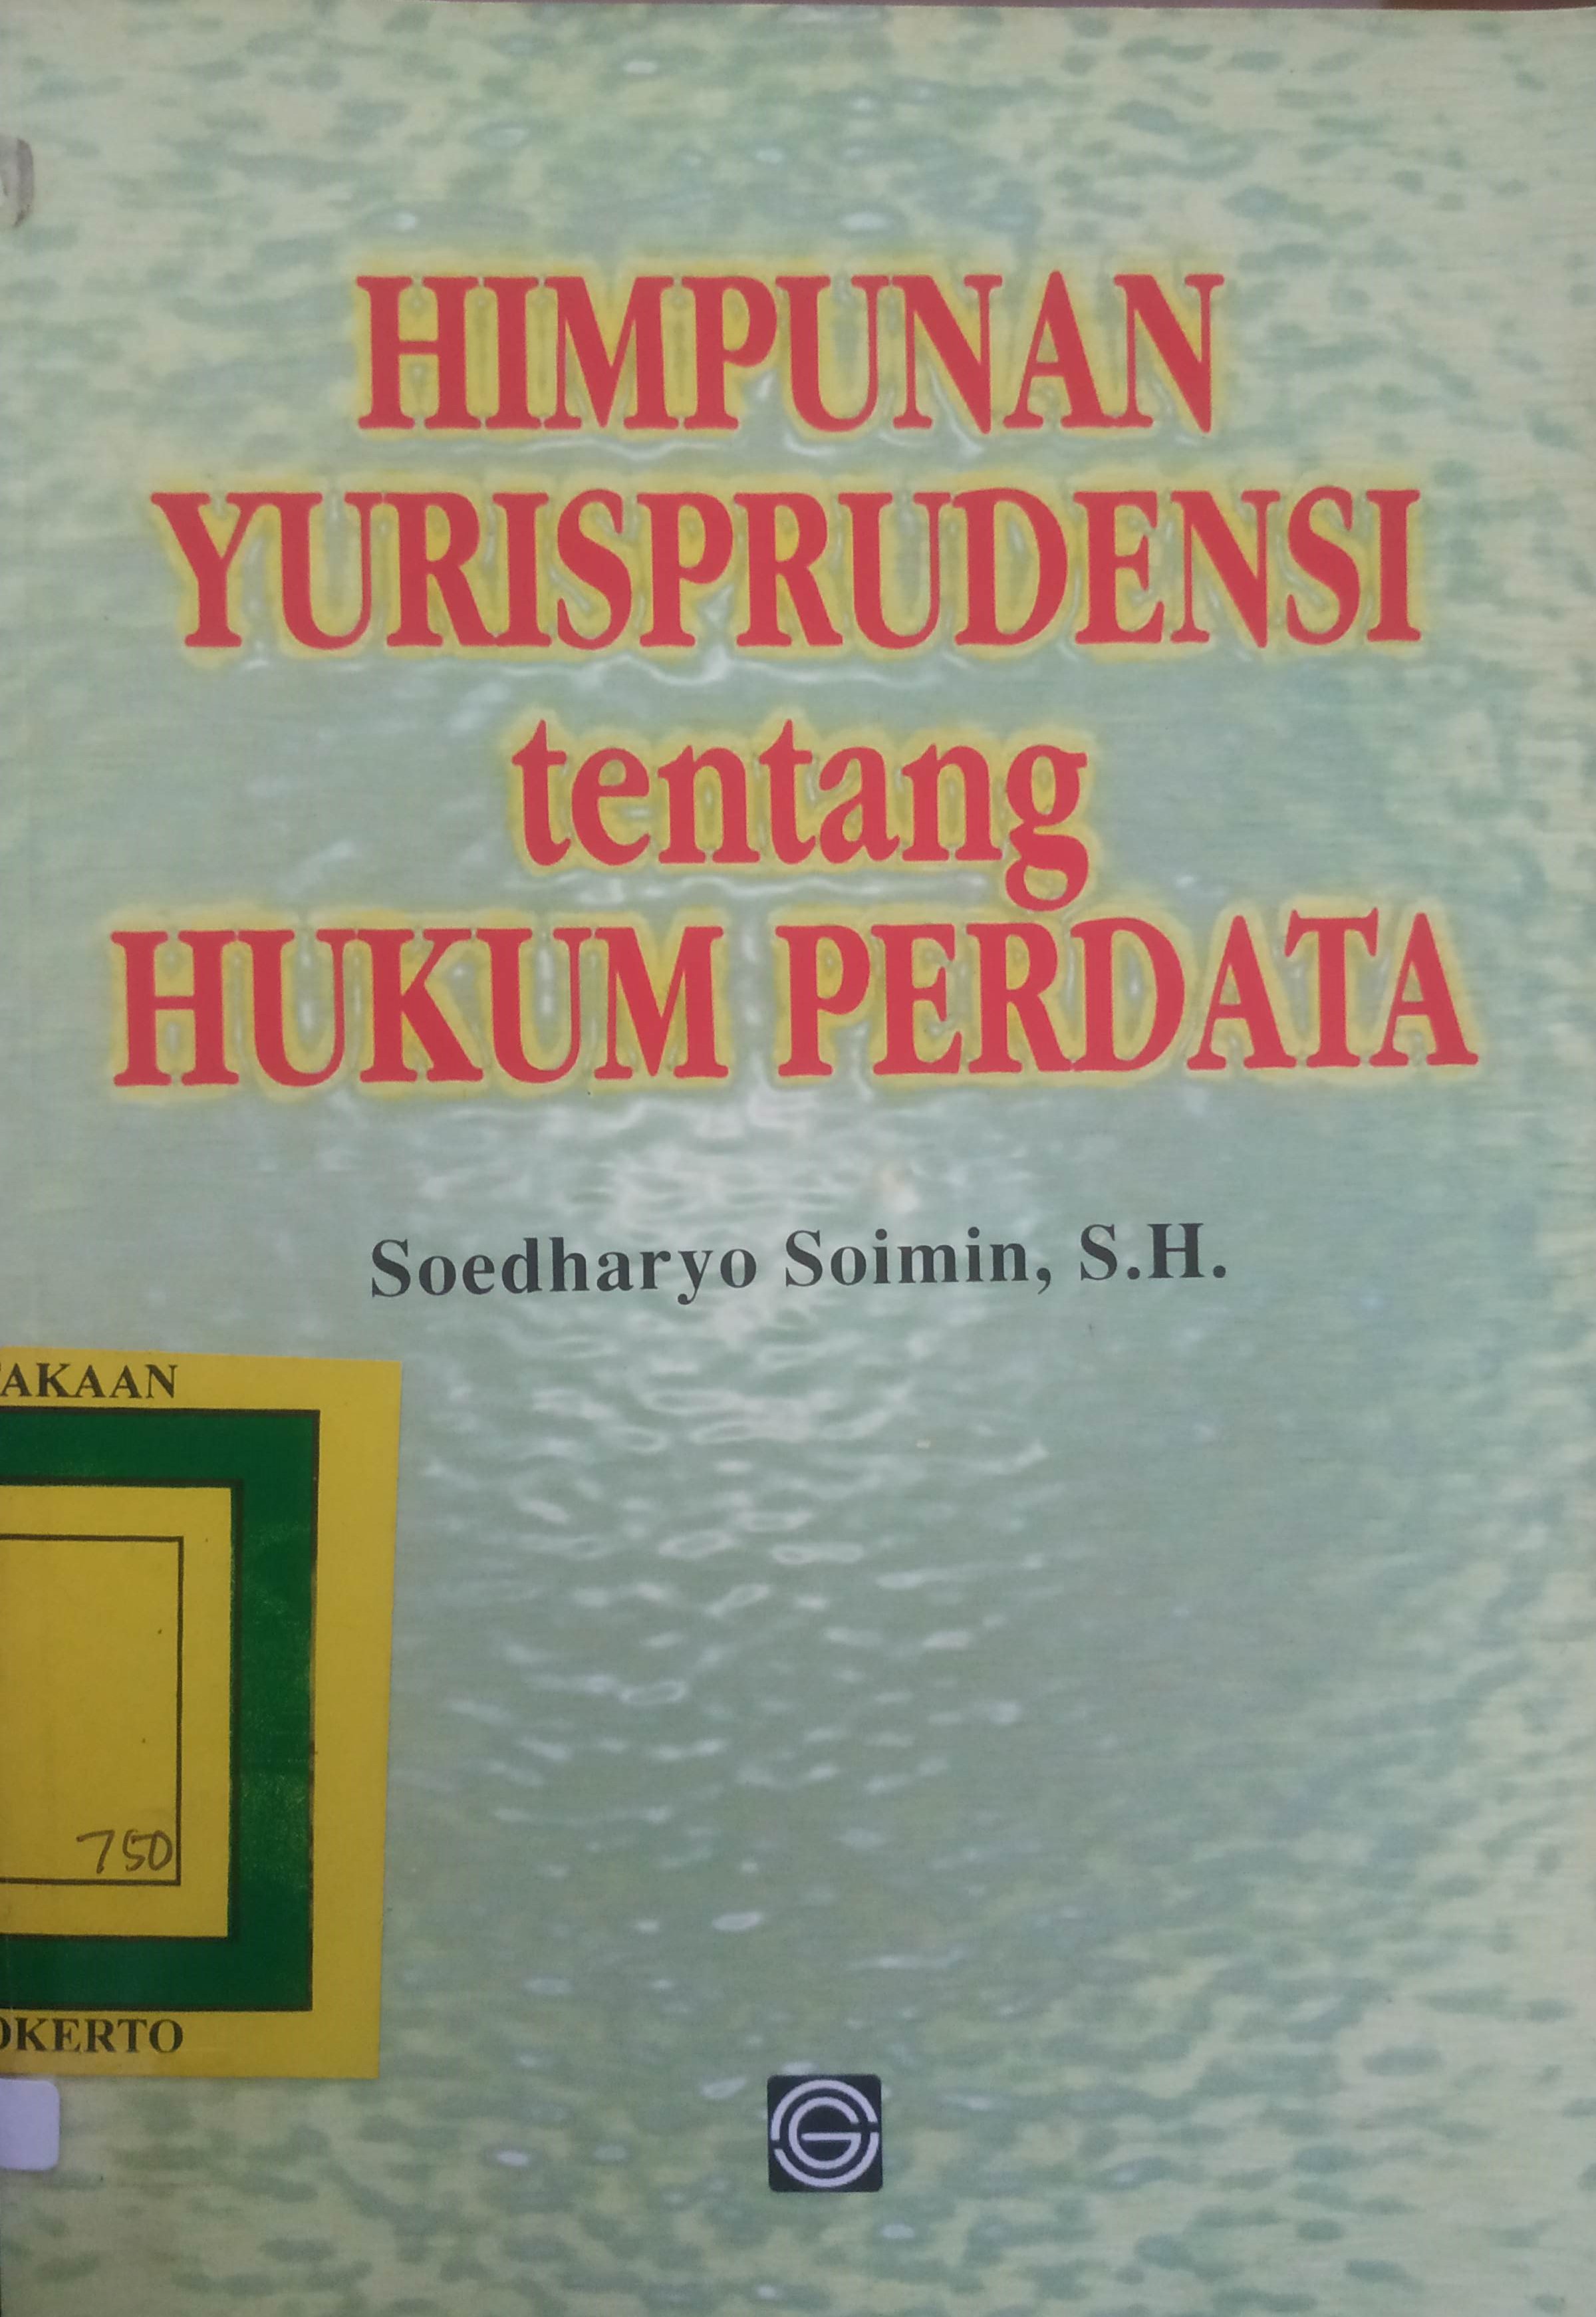 HIMPUNAN
YURISPRUDENSI
tentang
HUKUM PERDATA
Soedharyo Soimin, S.H.
AKAAN
750
OKERTO